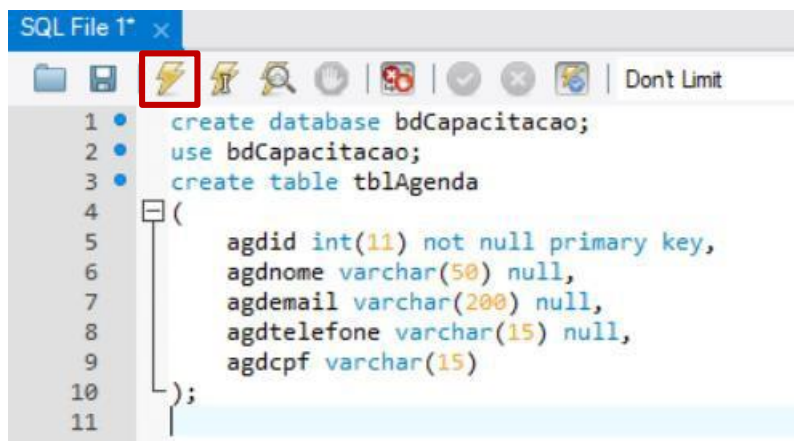 SQL File 1*
Don't Limit
1 create database bdCapacitacao;
2 use bdCapacitacao;
3 create table tblAgenda
4 (
5 agdid int(11) not null primary key,
6 agdnome varchar(50) null,
7 agdemail varchar(200) null,
8 agdtelefone varchar(15) null,
9 agdcpf varchar(15)
10 );
11